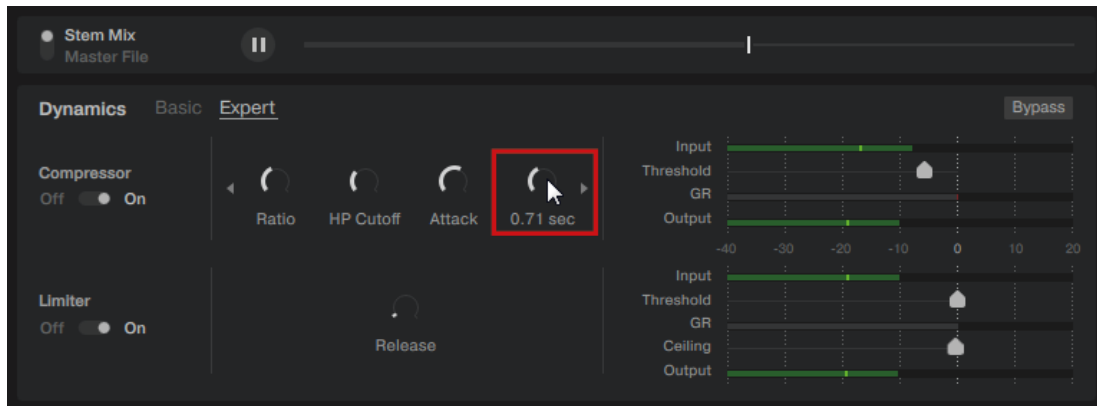 Stem Mix
Master File
Dynamics Basic Expert Bypass
Compressor
Off On
Ratio HP Cutoff Attack 0.71 sec
Input
Threshold
GR
Output
-40 -30 -20 -10 0 10 20
Limiter
Off On
Release
Input
Threshold
GR
Ceiling
Output